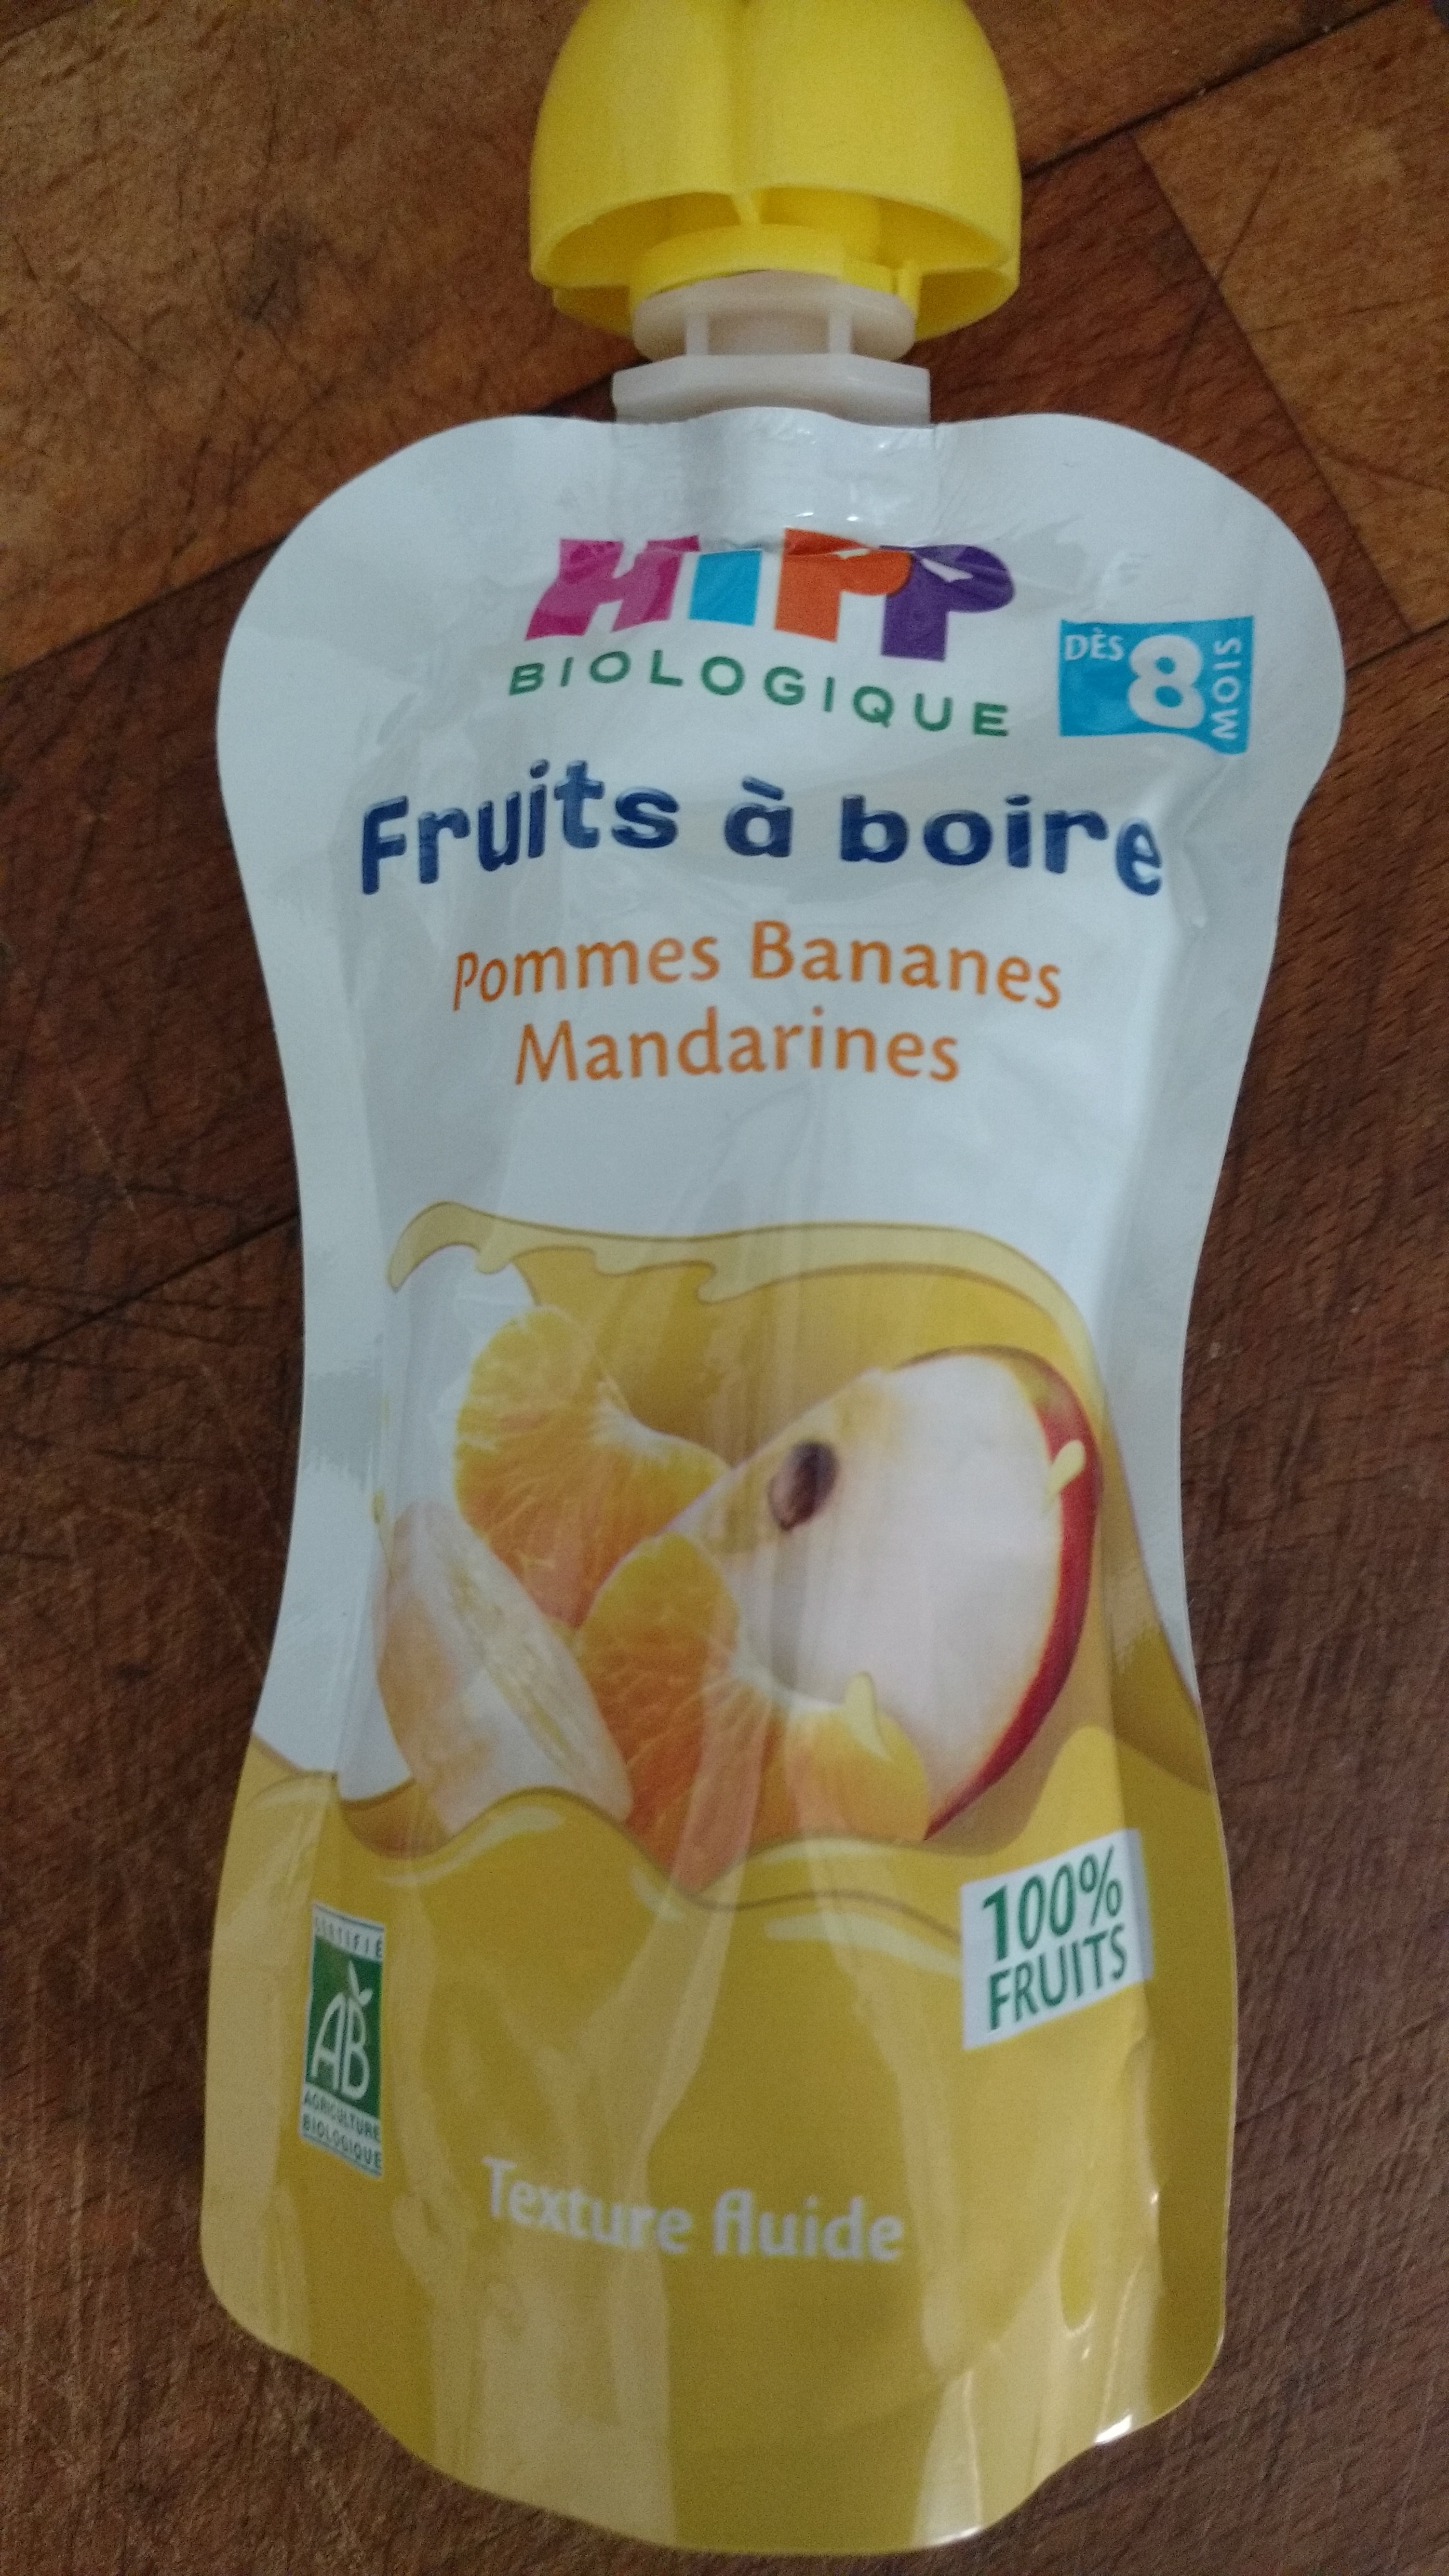 HiPP
BIOLOGIQUE
DÈS 8 MOIS
Fruits à boire
Pommes Bananes
Mandarines
100%
FRUITS
CERTIFIÉ
AB
AGRICULTURE
BIOLOGIQUE
Texture fluide